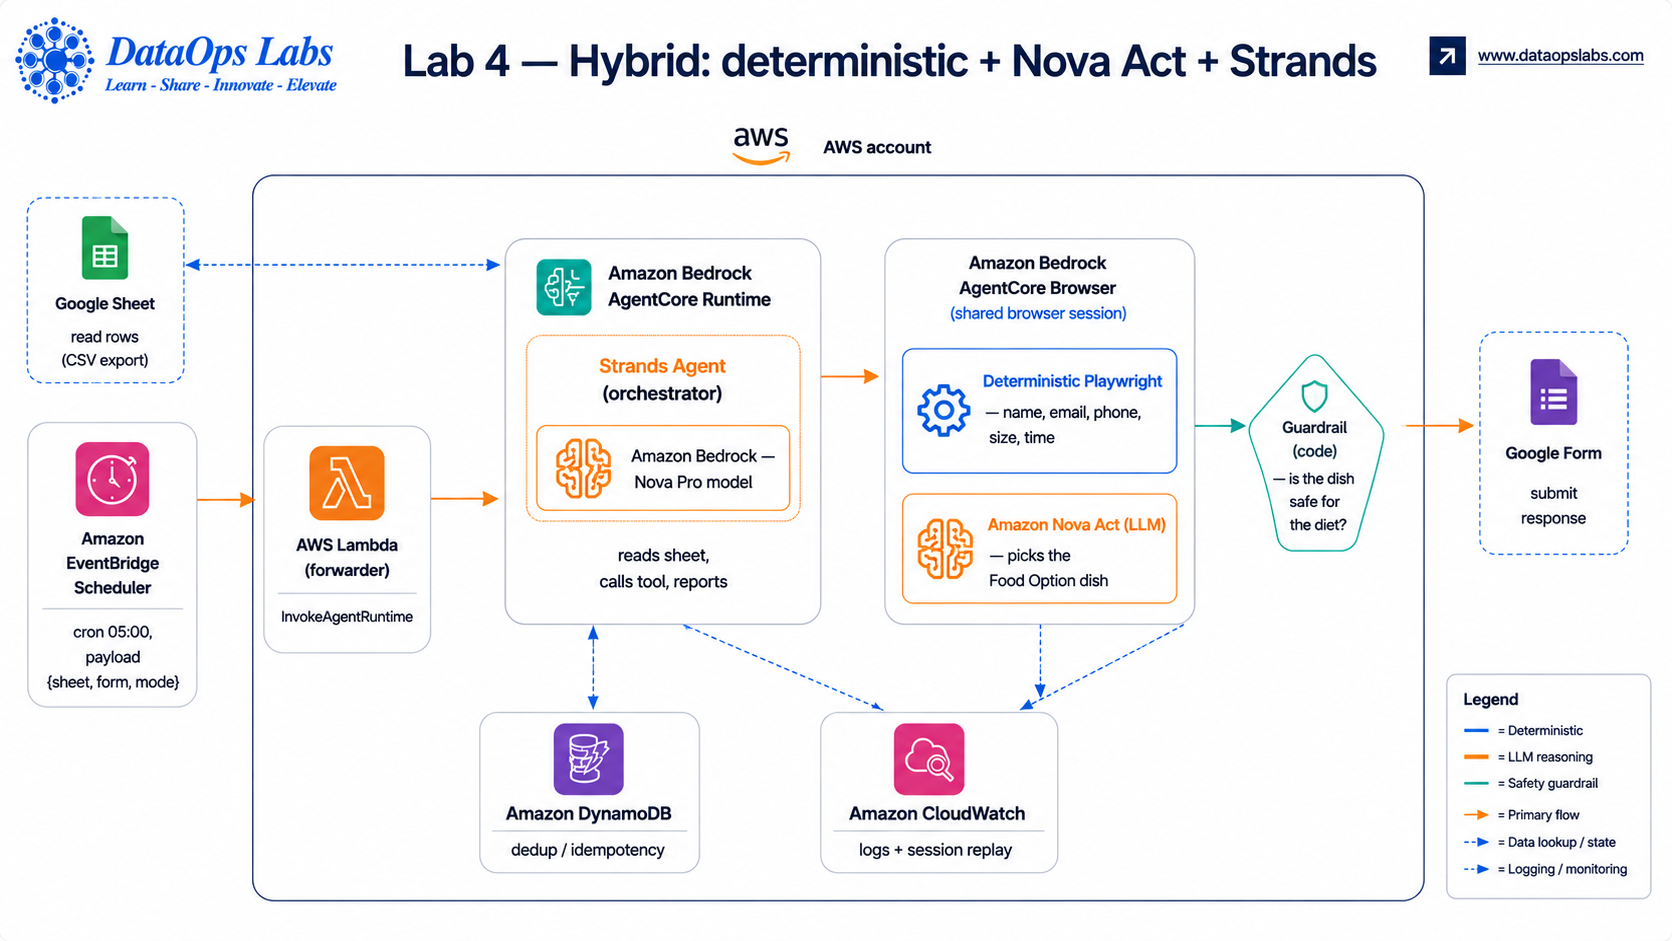 DataOps Labs
Learn - Share - Innovate - Elevate
Lab 4 — Hybrid: deterministic + Nova Act + Strands
www.dataopslabs.com
aws
AWS account
Google Sheet
read rows
(CSV export)
Amazon
EventBridge
Scheduler
cron 05:00,
payload
{sheet, form, mode}
AWS Lambda
(forwarder)
InvokeAgentRuntime
Amazon Bedrock
AgentCore Runtime
Strands Agent
(orchestrator)
Amazon Bedrock —
Nova Pro model
reads sheet,
calls tool, reports
Amazon Bedrock
AgentCore Browser
(shared browser session)
Deterministic Playwright
— name, email, phone,
size, time
Amazon Nova Act (LLM)
— picks the
Food Option dish
Guardrail
(code)
— is the dish
safe for
the diet?
Google Form
submit
response
Amazon DynamoDB
dedup / idempotency
Amazon CloudWatch
logs + session replay
Legend
= Deterministic
= LLM reasoning
= Safety guardrail
= Primary flow
= Data lookup / state
= Logging / monitoring